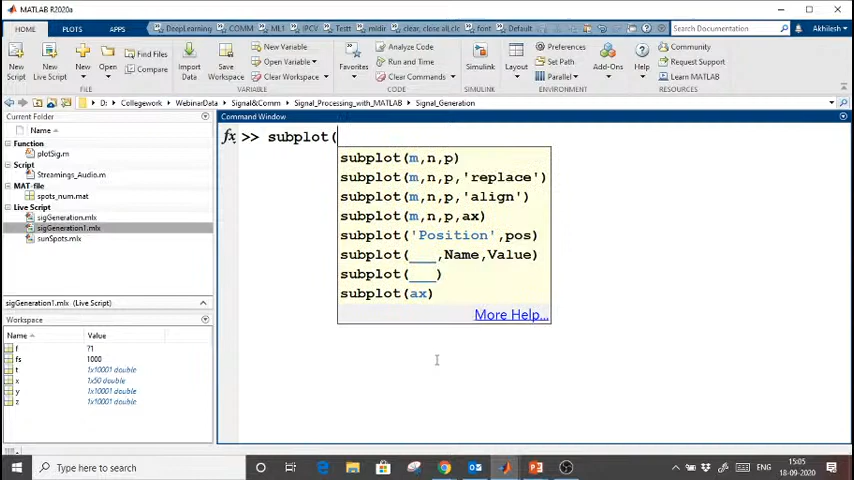 MATLAB R2020a
HOME PLOTS APPS DeepLearning COMM ML1 IPCV Testt midir clear, close all,clc font Default Search Documentation Akhilesh
New Script New Live Script New Open Find Files Compare Import Data Save Workspace New Variable Open Variable Clear Workspace Favorites Analyze Code Run and Time Clear Commands Simulink Layout Preferences Set Path Parallel Add-Ons Help Community Request Support Learn MATLAB
FILE VARIABLE CODE SIMULINK ENVIRONMENT RESOURCES
D: Collegework WebinarData Signal&Comm Signal_Processing_with_MATLAB Signal_Generation
Current Folder
Name
Function
plotSig.m
Script
Streamings_Audio.m
MAT-file
spots_num.mat
Live Script
sigGeneration.mlx
sigGeneration1.mlx
sunSpots.mlx
sigGeneration1.mlx (Live Script)
Workspace
Name Value
f 71
fs 1000
t 1x10001 double
x 1x50 double
y 1x10001 double
z 1x10001 double
Command Window
fx >> subplot(
subplot(m,n,p)
subplot(m,n,p,'replace')
subplot(m,n,p,'align')
subplot(m,n,p,ax)
subplot('Position',pos)
subplot(___,Name,Value)
subplot(___)
subplot(ax)
More Help...
Type here to search
ENG
15:05
18-09-2020